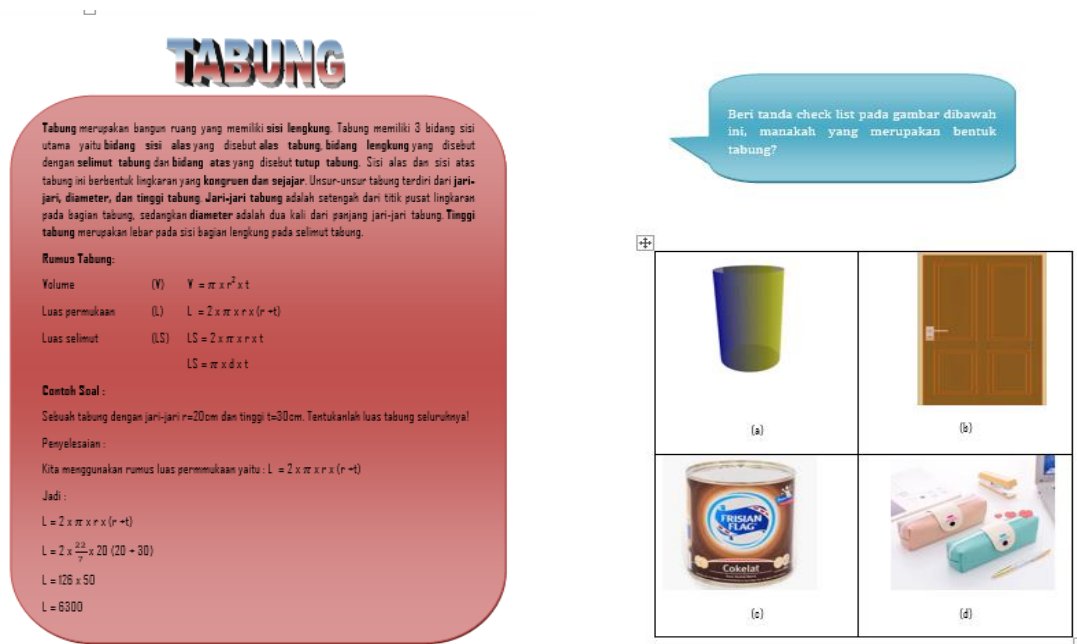 TABUNG
Tabung merupakan bangun ruang yang memiliki sisi lengkung. Tabung memiliki 3 bidang sisi
utama yaitu bidang sisi alas yang disebut alas tabung, bidang lengkung yang disebut
dengan selimut tabung dan bidang atas yang disebut tutup tabung. Sisi alas dan sisi atas
tabung ini berbentuk lingkaran yang kongruen dan sejajar. Unsur-unsur tabung terdiri dari jari-
jari, diameter, dan tinggi tabung. Jari-jari tabung adalah setengah dari titik pusat lingkaran
pada bagian tabung, sedangkan diameter adalah dua kali dari panjang jari-jari tabung. Tinggi
tabung merupakan lebar pada sisi bagian lengkung pada selimut tabung.
Rumus Tabung:
Volume (V) V = π x r² x t
Luas permukaan (L) L = 2 x π x r x (r +t)
Luas selimut (LS) LS = 2 x π x r x t
LS = π x d x t
Contoh Soal :
Sebuah tabung dengan jari-jari r=20cm dan tinggi t=30cm. Tentukanlah luas tabung seluruhnya!
Penyelesaian :
Kita menggunakan rumus luas permmukaan yaitu : L = 2 x π x r x (r +t)
Jadi :
L = 2 x π x r x (r +t)
L = 2 x 22/7 x 20 (20 + 30)
L = 126 x 50
L = 6300
Beri tanda check list pada gambar dibawah
ini, manakah yang merupakan bentuk
tabung?
(a)
(b)
FRISIAN
FLAG
Cokelat
(c)
(d)